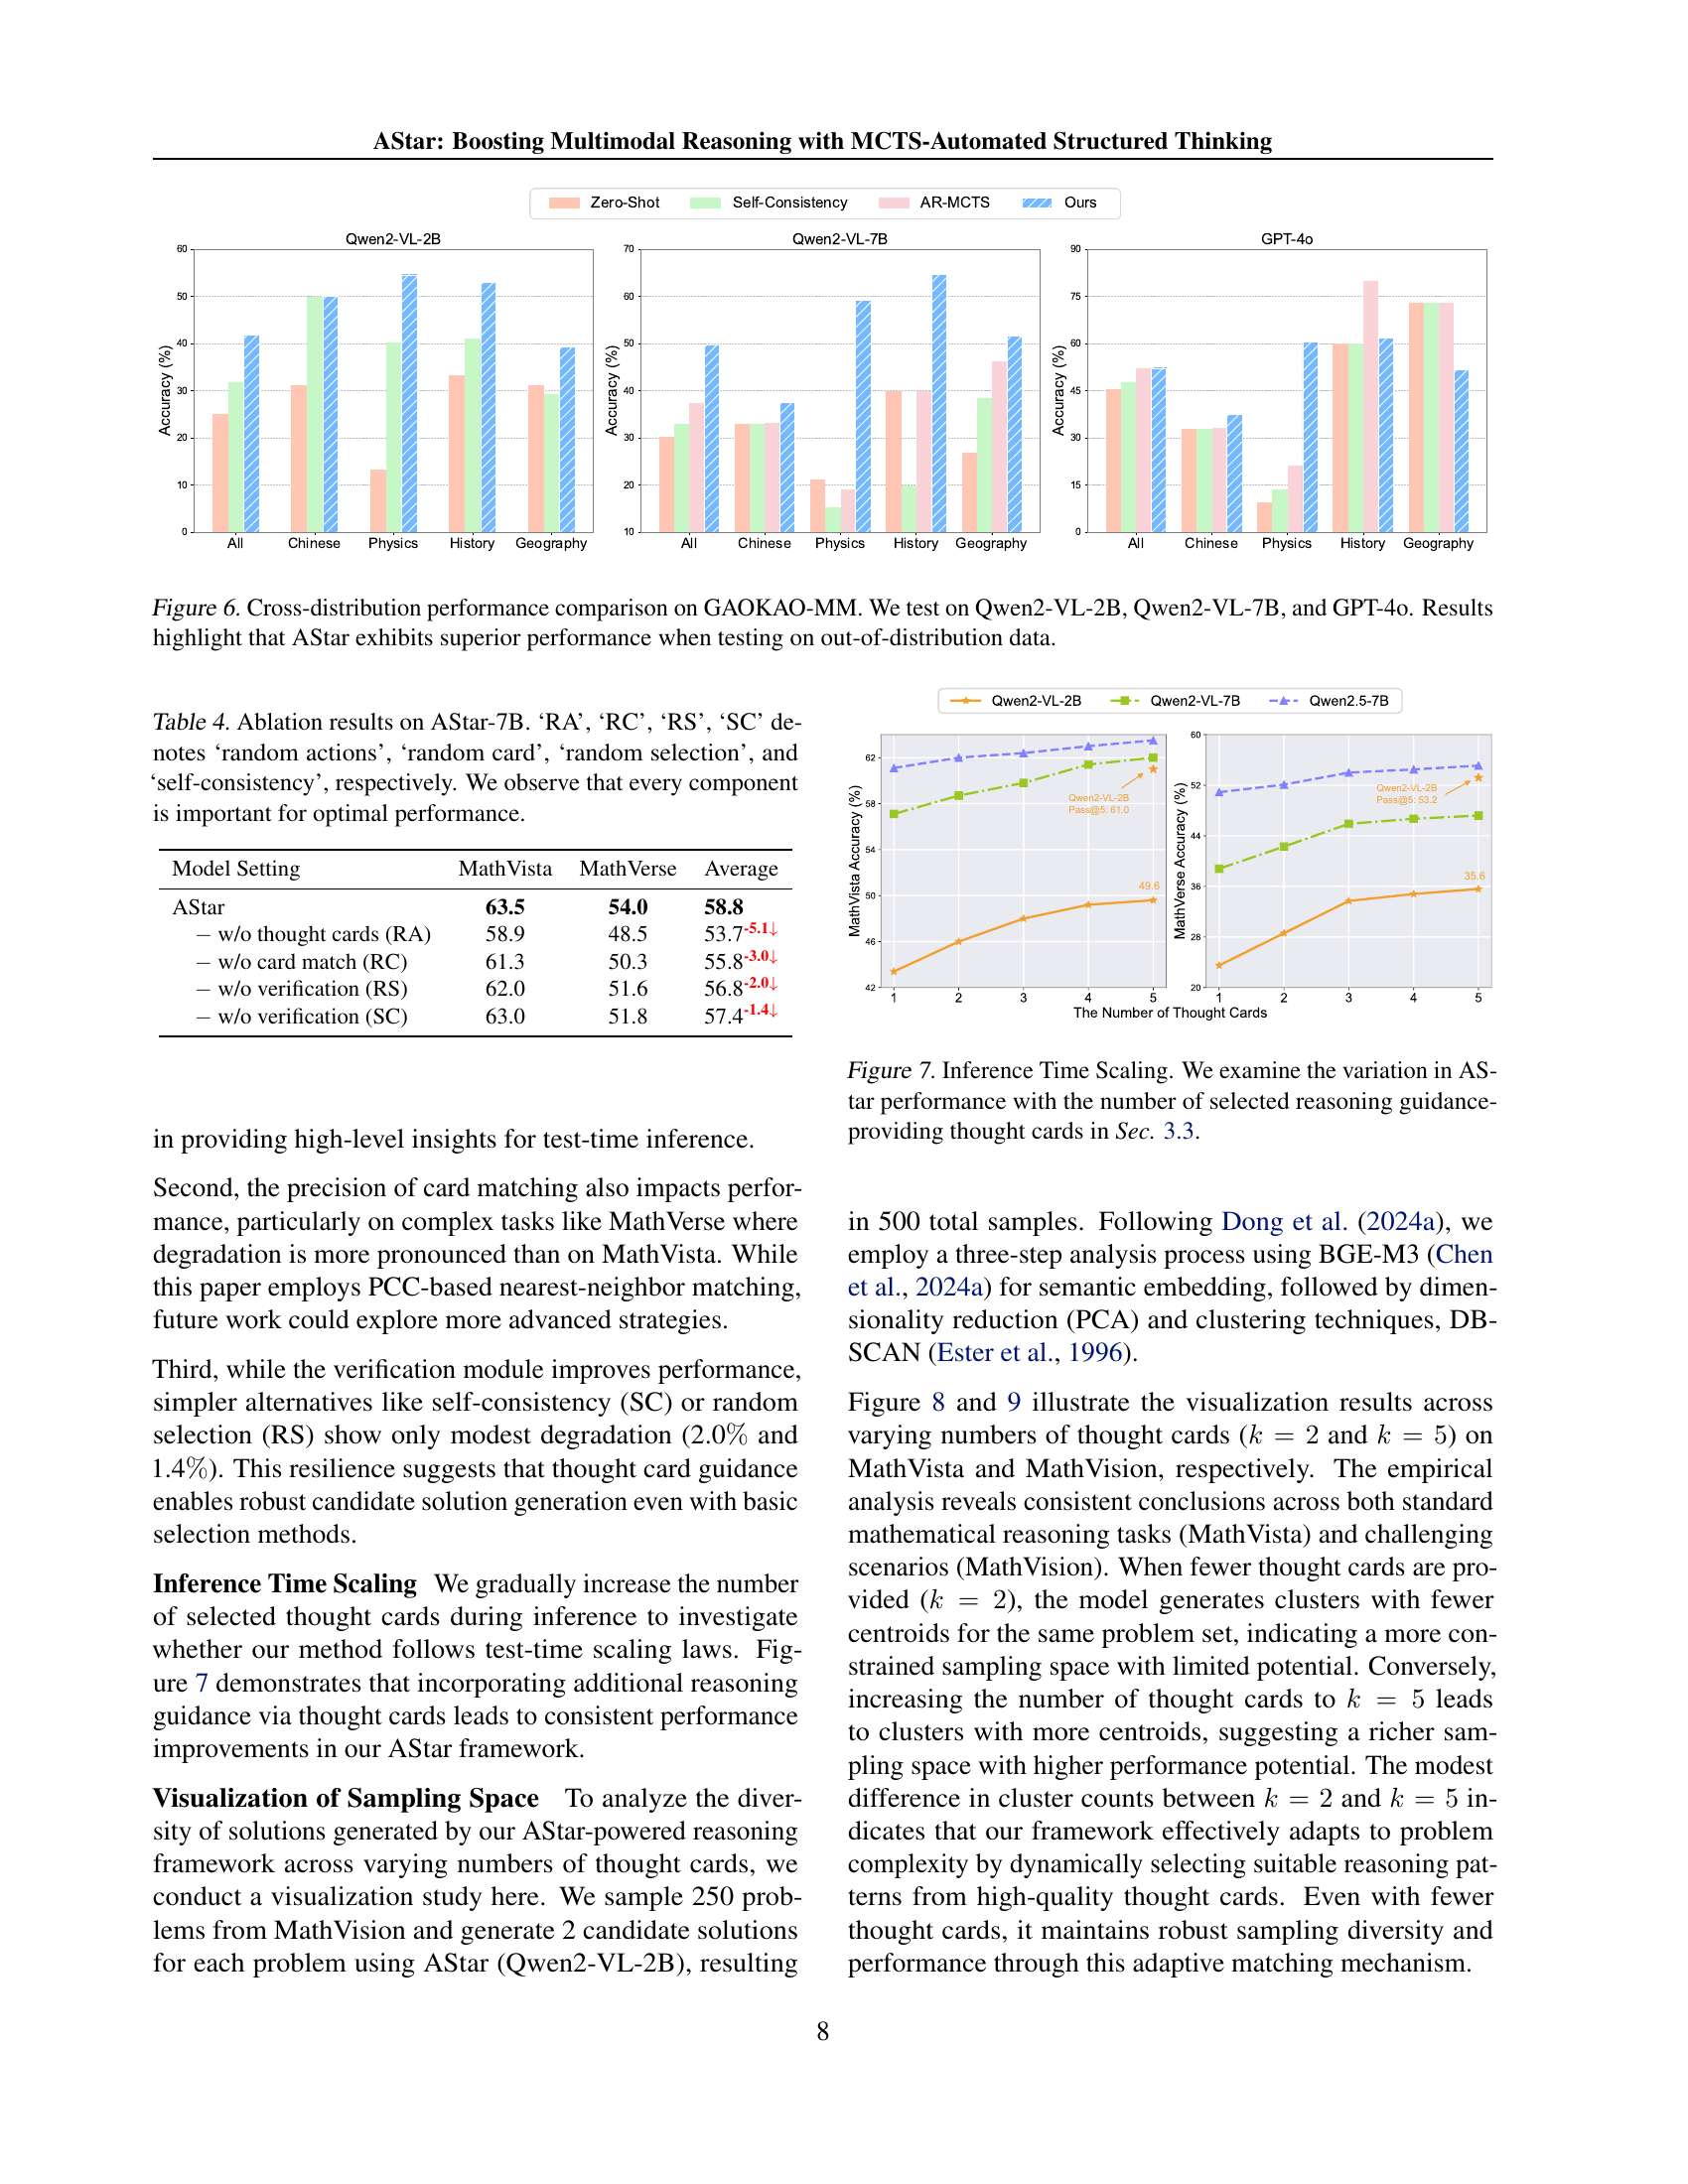 AStar: Boosting Multimodal Reasoning with MCTS-Automated Structured Thinking
Zero-Shot Self-Consistency AR-MCTS Ours
Qwen2-VL-2B
60
50
40
30
20
10
0
Accuracy (%)
All Chinese Physics History Geography
Qwen2-VL-7B
70
60
50
40
30
20
10
Accuracy (%)
All Chinese Physics History Geography
GPT-4o
90
75
60
45
30
15
0
Accuracy (%)
All Chinese Physics History Geography
Figure 6. Cross-distribution performance comparison on GAOKAO-MM. We test on Qwen2-VL-2B, Qwen2-VL-7B, and GPT-4o. Results
highlight that AStar exhibits superior performance when testing on out-of-distribution data.
Table 4. Ablation results on AStar-7B. ‘RA’, ‘RC’, ‘RS’, ‘SC’ de-
notes ‘random actions’, ‘random card’, ‘random selection’, and
‘self-consistency’, respectively. We observe that every component
is important for optimal performance.
Model Setting MathVista MathVerse Average
AStar 63.5 54.0 58.8
− w/o thought cards (RA) 58.9 48.5 53.7-5.1↓
− w/o card match (RC) 61.3 50.3 55.8-3.0↓
− w/o verification (RS) 62.0 51.6 56.8-2.0↓
− w/o verification (SC) 63.0 51.8 57.4-1.4↓
in providing high-level insights for test-time inference.
Second, the precision of card matching also impacts perfor-
mance, particularly on complex tasks like MathVerse where
degradation is more pronounced than on MathVista. While
this paper employs PCC-based nearest-neighbor matching,
future work could explore more advanced strategies.
Third, while the verification module improves performance,
simpler alternatives like self-consistency (SC) or random
selection (RS) show only modest degradation (2.0% and
1.4%). This resilience suggests that thought card guidance
enables robust candidate solution generation even with basic
selection methods.
Inference Time Scaling We gradually increase the number
of selected thought cards during inference to investigate
whether our method follows test-time scaling laws. Fig-
ure 7 demonstrates that incorporating additional reasoning
guidance via thought cards leads to consistent performance
improvements in our AStar framework.
Visualization of Sampling Space To analyze the diver-
sity of solutions generated by our AStar-powered reasoning
framework across varying numbers of thought cards, we
conduct a visualization study here. We sample 250 prob-
lems from MathVision and generate 2 candidate solutions
for each problem using AStar (Qwen2-VL-2B), resulting
Qwen2-VL-2B Qwen2-VL-7B Qwen2.5-7B
62
58
54
50
46
42
MathVista Accuracy (%)
Qwen2-VL-2B
Pass@5: 61.0
49.6
1 2 3 4 5
60
52
44
36
28
20
MathVerse Accuracy (%)
Qwen2-VL-2B
Pass@5: 53.2
35.6
1 2 3 4 5
The Number of Thought Cards
Figure 7. Inference Time Scaling. We examine the variation in AS-
tar performance with the number of selected reasoning guidance-
providing thought cards in Sec. 3.3.
in 500 total samples. Following Dong et al. (2024a), we
employ a three-step analysis process using BGE-M3 (Chen
et al., 2024a) for semantic embedding, followed by dimen-
sionality reduction (PCA) and clustering techniques, DB-
SCAN (Ester et al., 1996).
Figure 8 and 9 illustrate the visualization results across
varying numbers of thought cards (k = 2 and k = 5) on
MathVista and MathVision, respectively. The empirical
analysis reveals consistent conclusions across both standard
mathematical reasoning tasks (MathVista) and challenging
scenarios (MathVision). When fewer thought cards are pro-
vided (k = 2), the model generates clusters with fewer
centroids for the same problem set, indicating a more con-
strained sampling space with limited potential. Conversely,
increasing the number of thought cards to k = 5 leads
to clusters with more centroids, suggesting a richer sam-
pling space with higher performance potential. The modest
difference in cluster counts between k = 2 and k = 5 in-
dicates that our framework effectively adapts to problem
complexity by dynamically selecting suitable reasoning pat-
terns from high-quality thought cards. Even with fewer
thought cards, it maintains robust sampling diversity and
performance through this adaptive matching mechanism.
8